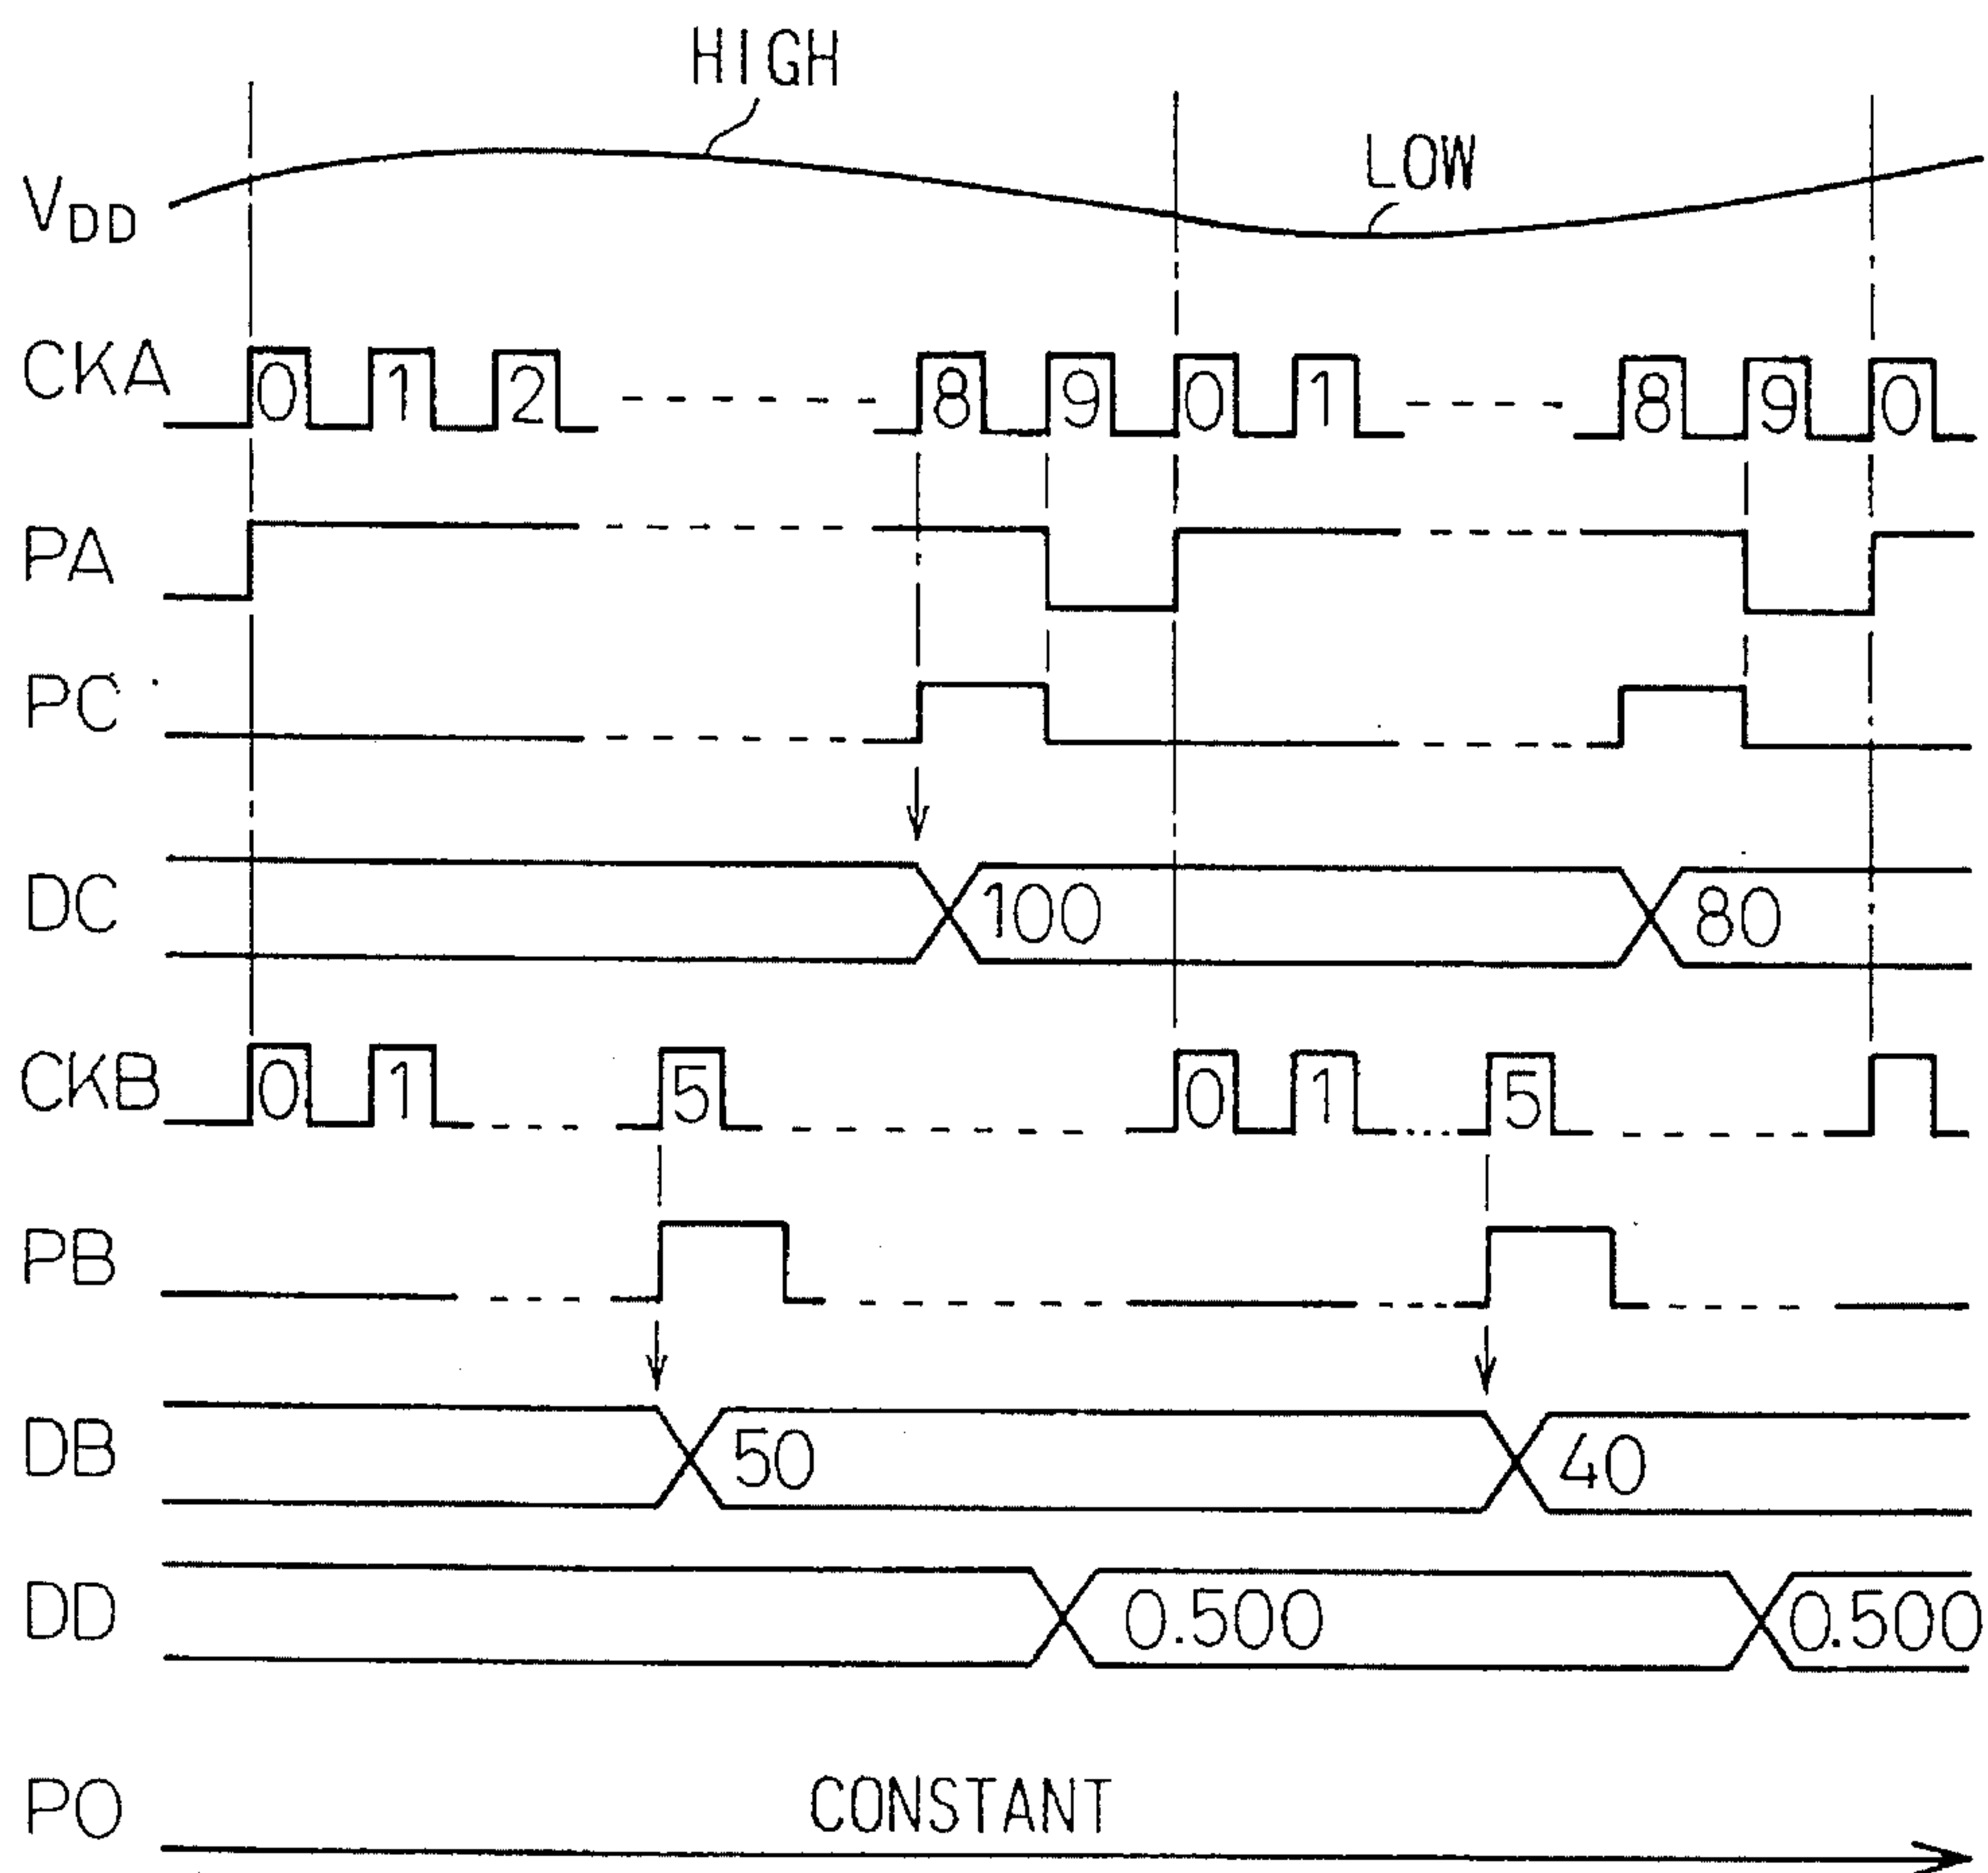 HIGH
LOW
VDD
CKA 0 1 2 8 9 0 1 8 9 0
PA
PC
DC 100 80
CKB 0 1 5 0 1 5
PB
DB 50 40
DD 0.500 0.500
PO CONSTANT